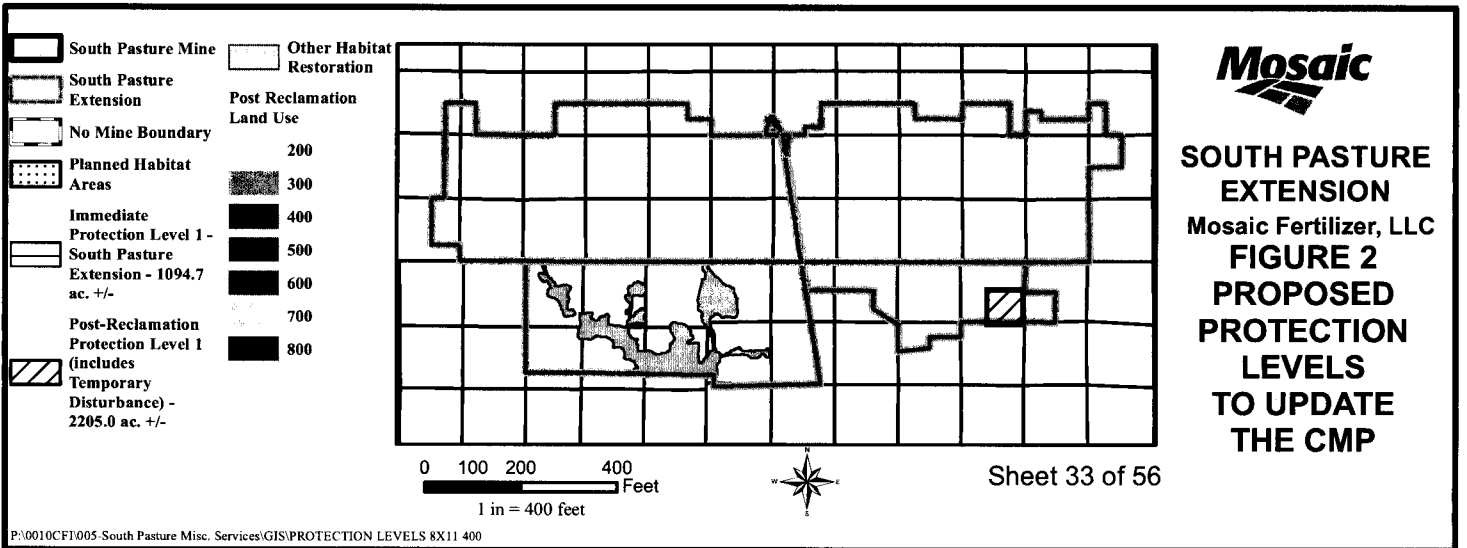 South Pasture Mine
South Pasture
Extension
No Mine Boundary
Planned Habitat
Areas
Immediate
Protection Level 1 -
South Pasture
Extension - 1094.7
ac. +/-
Post-Reclamation
Protection Level 1
(includes
Temporary
Disturbance) -
2205.0 ac. +/-
Other Habitat
Restoration
Post Reclamation
Land Use
200
300
400
500
600
700
800
0 100 200 400
Feet
1 in = 400 feet
N
W E
S
Sheet 33 of 56
Mosaic
SOUTH PASTURE
EXTENSION
Mosaic Fertilizer, LLC
FIGURE 2
PROPOSED
PROTECTION
LEVELS
TO UPDATE
THE CMP
P:\0010CFI\005-South Pasture Misc. Services\GIS\PROTECTION LEVELS 8X11 400